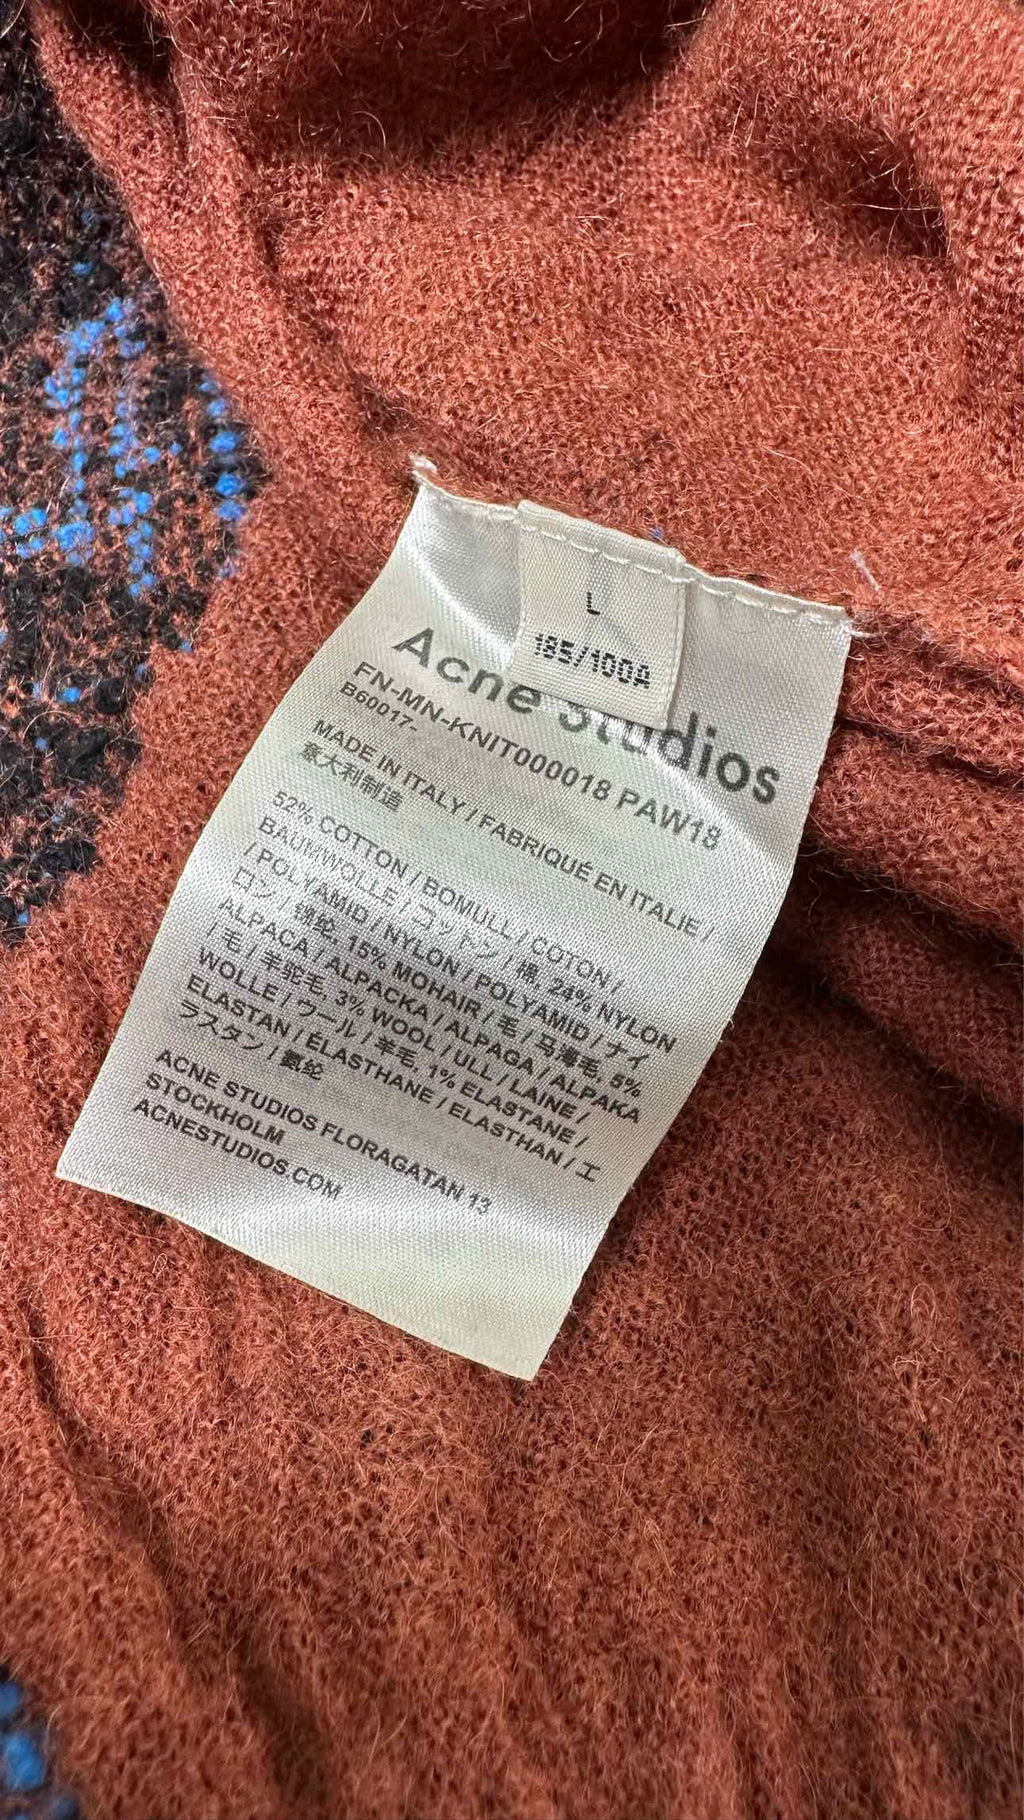 L
185/100A
Acne Studios
FN-MN-KNIT000018 PAW18
B60017-
MADE IN ITALY / FABRIQUÉ EN ITALIE /
意大利制造
52% COTTON / BOMULL / COTON /
BAUMWOLLE / コットン / 棉, 24% NYLON
/ POLYAMID / NYLON / POLYAMID / ナイ
ロン / 锦纶, 15% MOHAIR / 毛 / 马海毛, 5%
ALPACA / ALPACKA / ALPAGA / ALPAKA
/ 毛 / 羊驼毛, 3% WOOL / ULL / LAINE /
WOLLE / ウール / 羊毛, 1% ELASTANE /
ELASTAN / ÉLASTHANE / ELASTHAN / エ
ラスタン / 氨纶
ACNE STUDIOS FLORAGATAN 13
STOCKHOLM
ACNESTUDIOS.COM